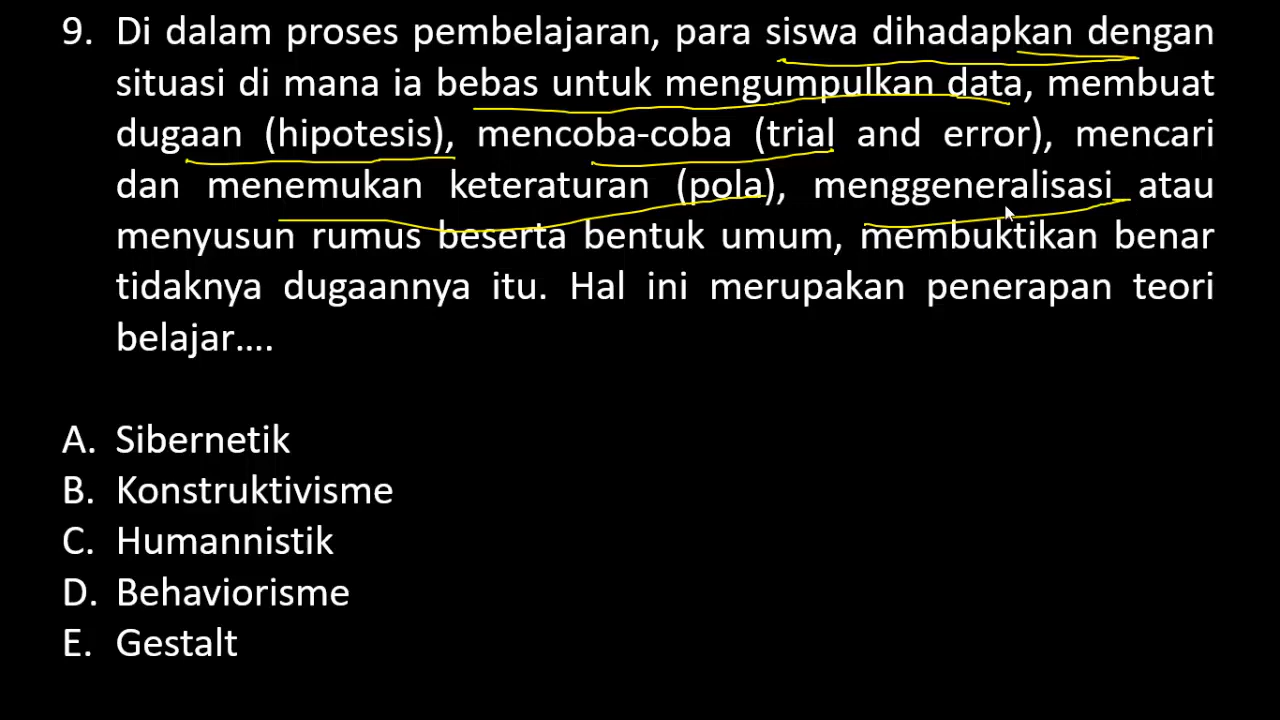 9. Di dalam proses pembelajaran, para siswa dihadapkan dengan
situasi di mana ia bebas untuk mengumpulkan data, membuat
dugaan (hipotesis), mencoba-coba (trial and error), mencari
dan menemukan keteraturan (pola), menggeneralisasi atau
menyusun rumus beserta bentuk umum, membuktikan benar
tidaknya dugaannya itu. Hal ini merupakan penerapan teori
belajar....
A. Sibernetik
B. Konstruktivisme
C. Humannistik
D. Behaviorisme
E. Gestalt